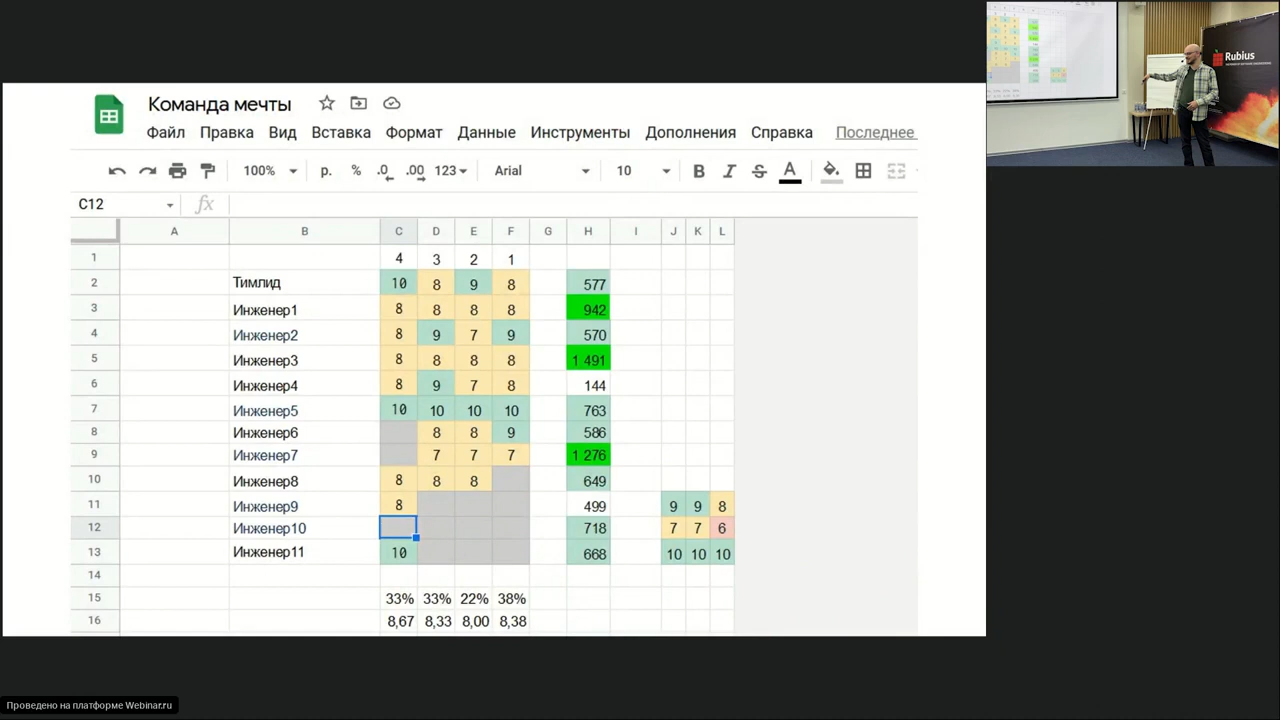 Rubius
Команда мечты
Файл Правка Вид Вставка Формат Данные Инструменты Дополнения Справка Последнее
100% р. % .0 .00 123 Arial 10 B I S A
C12 fx
A B C D E F G H I J K L
1 4 3 2 1
2 Тимлид 10 8 9 8 577
3 Инженер1 8 8 8 8 942
4 Инженер2 8 9 7 9 570
5 Инженер3 8 8 8 8 1 491
6 Инженер4 8 9 7 8 144
7 Инженер5 10 10 10 10 763
8 Инженер6 8 8 9 586
9 Инженер7 7 7 7 1 276
10 Инженер8 8 8 8 649
11 Инженер9 8 499 9 9 8
12 Инженер10 718 7 7 6
13 Инженер11 10 668 10 10 10
14
15 33% 33% 22% 38%
16 8,67 8,33 8,00 8,38
Проведено на платформе Webinar.ru